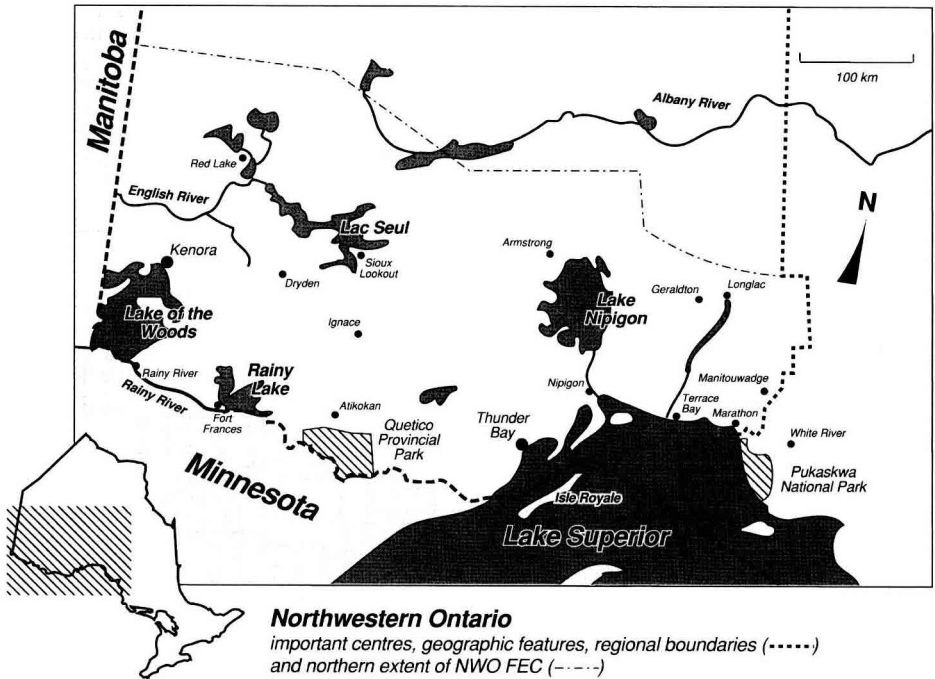 Manitoba
100 km
Albany River
Red Lake
English River
N
Lac Seul
Kenora
Sioux
Lookout
Dryden
Armstrong
Lake of the
Woods
Lake
Nipigon
Geraldton
Longlac
Ignace
Rainy River
Rainy River
Rainy
Lake
Nipigon
Manitouwadge
Fort
Frances
Atikokan
Terrace
Bay
Marathon
Quetico
Provincial
Park
Thunder
Bay
White River
Minnesota
Pukaskwa
National Park
Isle Royale
Lake Superior
Northwestern Ontario
important centres, geographic features, regional boundaries (-----)
and northern extent of NWO FEC (-·-·-)